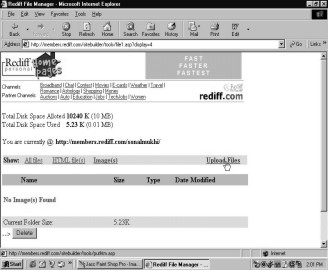 Rediff File Manager - Microsoft Internet Explorer
File Edit View Favorites Tools Help
Back Stop Refresh Home Search Favorites History Mail Print Edit
Address http://members.rediff.com/sitebuilder/tools/file1.asp?display=4 Go Links
Rediff
personal
Home
pages
FAST
FASTER
FASTEST
Channels: Broadband | Chat | Contest | Movies | E-cards | Weather | Travel |
Romance | Astrology | Shopping | Money
Partner Channels: Auctions | Auto | Education | Jobs | TechJobs | Women
rediff.com
Total Disk Space Alloted 10240 K (10 MB)
Total Disk Space Used 5.23 K (0.01 MB)
You are currently @ http://members.rediff.com/sonalmukhi/
Show: All files HTML file(s) Image(s) Upload Files
Name Size Type Date Modified
No Image(s) Found
Current Folder Size: 5.23K
...> Delete
http://members.rediff.com/sitebuilder/tools/puttrm.asp Internet
Start Jasc Paint Shop Pro - Ima... Rediff File Manager - ... 2:01 PM